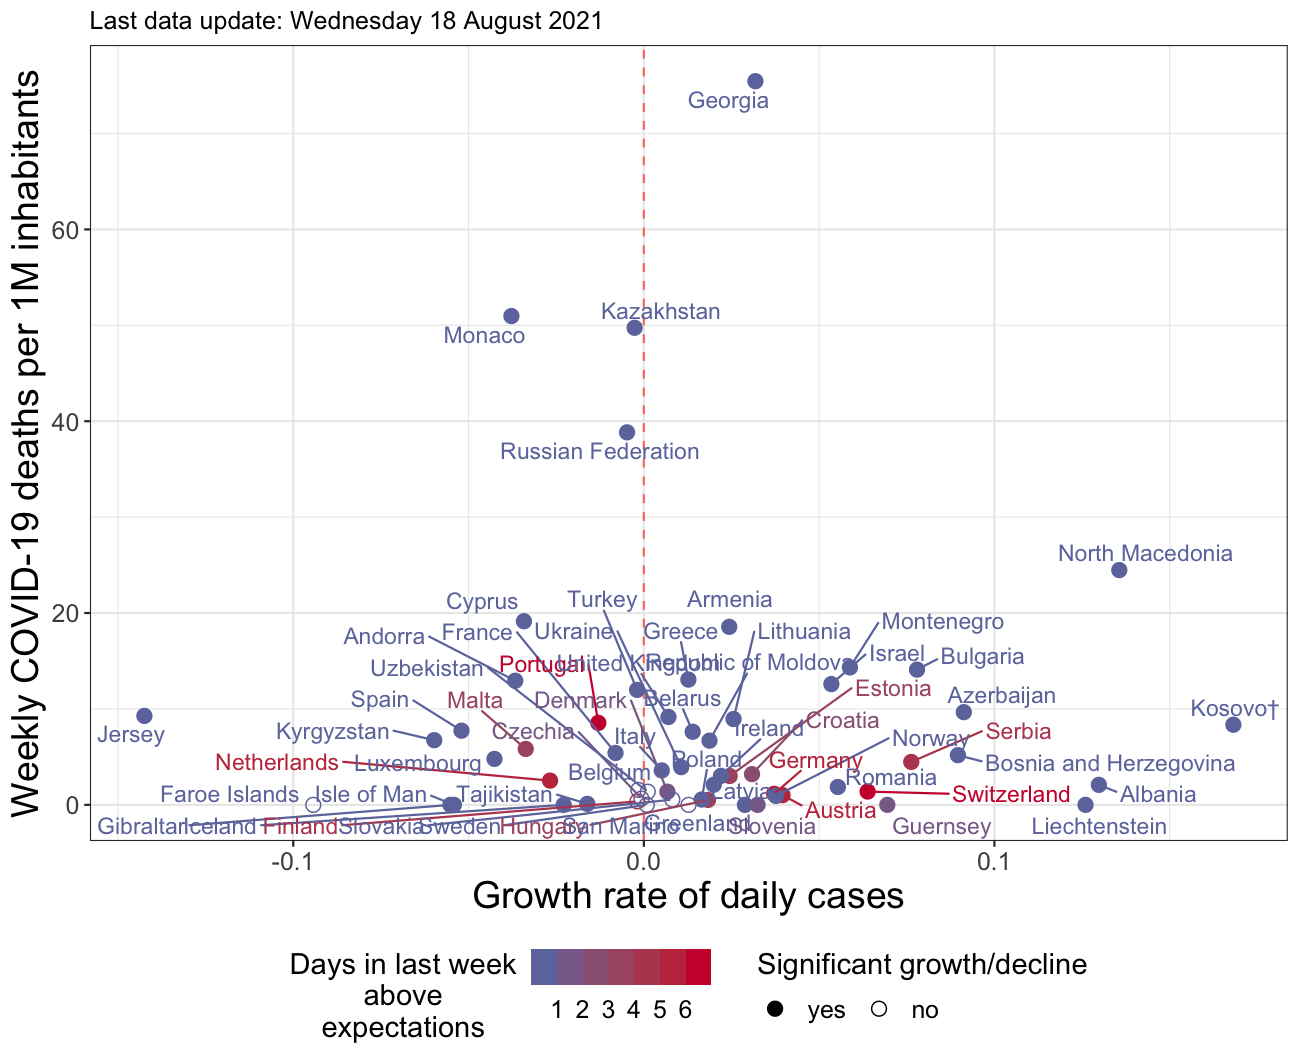 Last data update: Wednesday 18 August 2021
Weekly COVID-19 deaths per 1M inhabitants
Georgia
60
Kazakhstan
Monaco
40
Russian Federation
North Macedonia
20
Cyprus
Turkey
Armenia
Andorra
France
Ukraine
Greece
Lithuania
Montenegro
Uzbekistan
Portugal
United Kingdom
Republic of Moldova
Israel
Bulgaria
Spain
Malta
Denmark
Belarus
Estonia
Azerbaijan
Kosovo†
Jersey
Kyrgyzstan
Czechia
Italy
Ireland
Croatia
Norway
Serbia
Netherlands
Luxembourg
Belgium
Poland
Germany
Romania
Bosnia and Herzegovina
Faroe Islands
Isle of Man
Tajikistan
Latvia
Switzerland
Albania
0
Austria
Gibraltar
Iceland
Finland
Slovakia
Sweden
Hungary
San Marino
Greenland
Slovenia
Guernsey
Liechtenstein
-0.1
0.0
0.1
Growth rate of daily cases
Days in last week
above
expectations
1 2 3 4 5 6
Significant growth/decline
yes
no